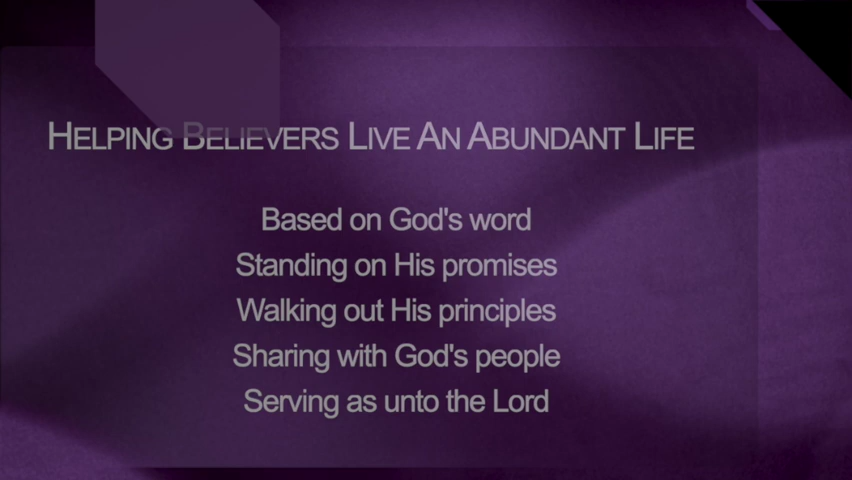 HELPING BELIEVERS LIVE AN ABUNDANT LIFE
Based on God's word
Standing on His promises
Walking out His principles
Sharing with God's people
Serving as unto the Lord